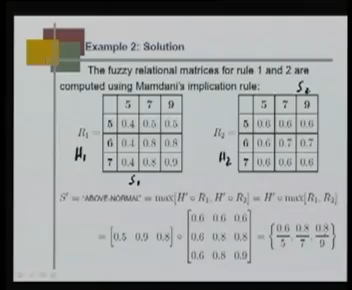 Example 2: Solution
The fuzzy relational matrices for rule 1 and 2 are
computed using Mamdani's implication rule:
S₂
5 7 9
R₁ = 5 0.4 0.5 0.5
6 0.4 0.8 0.8
7 0.4 0.8 0.9
H₁
S₁
5 7 9
R₂ = 5 0.6 0.6 0.6
6 0.6 0.7 0.7
7 0.6 0.6 0.6
H₂
S' = "ABOVE-NORMAL" = max[H' ∘ R₁, H' ∘ R₂] = H' ∘ max[R₁, R₂]
= [0.5 0.9 0.8] ∘ [0.6 0.6 0.6
0.6 0.8 0.8
0.6 0.8 0.9] = {0.6/5, 0.8/7, 0.8/9}